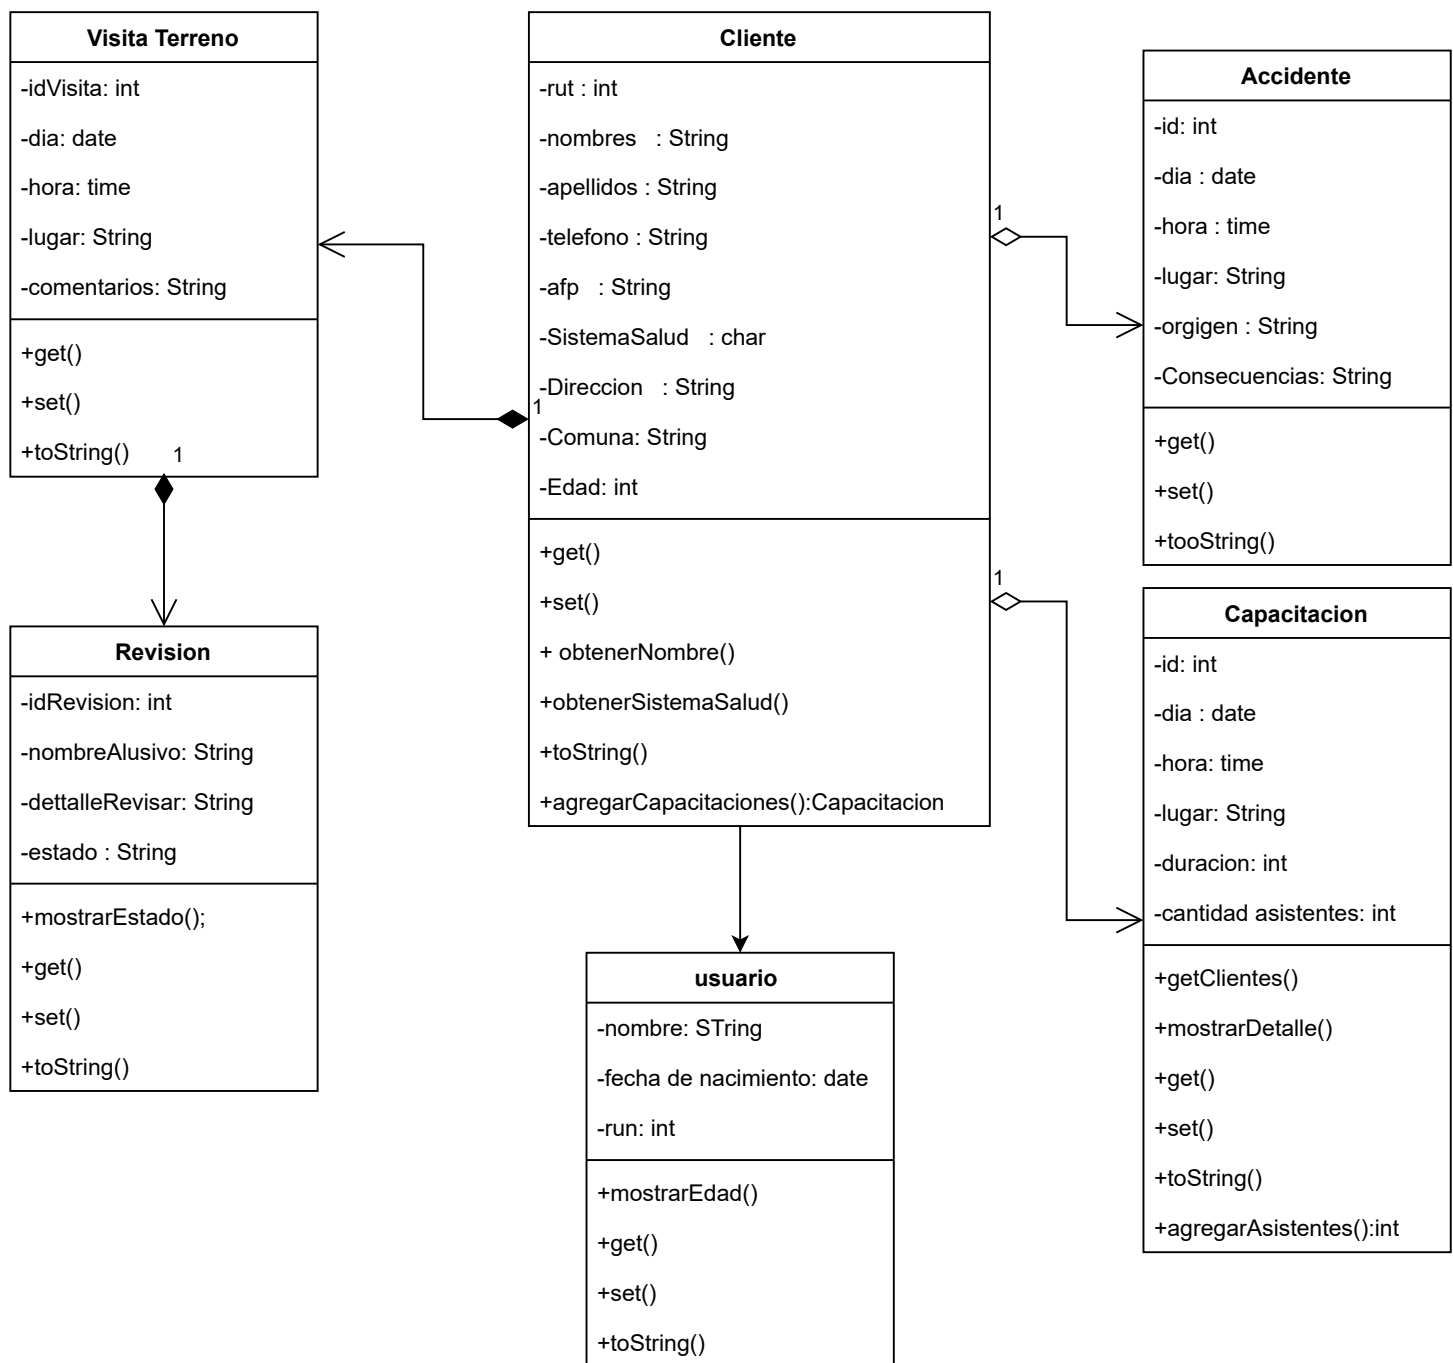 Visita Terreno
-idVisita: int
-dia: date
-hora: time
-lugar: String
-comentarios: String
+get()
+set()
+toString()
1
Cliente
-rut : int
-nombres : String
-apellidos : String
-telefono : String
-afp : String
-SistemaSalud : char
-Direccion : String
1
-Comuna: String
-Edad: int
+get()
+set()
+ obtenerNombre()
+obtenerSistemaSalud()
+toString()
+agregarCapacitaciones():Capacitacion
1
1
Accidente
-id: int
-dia : date
-hora : time
-lugar: String
-orgigen : String
-Consecuencias: String
+get()
+set()
+tooString()
Revision
-idRevision: int
-nombreAlusivo: String
-dettalleRevisar: String
-estado : String
+mostrarEstado();
+get()
+set()
+toString()
usuario
-nombre: STring
-fecha de nacimiento: date
-run: int
+mostrarEdad()
+get()
+set()
+toString()
Capacitacion
-id: int
-dia : date
-hora: time
-lugar: String
-duracion: int
-cantidad asistentes: int
+getClientes()
+mostrarDetalle()
+get()
+set()
+toString()
+agregarAsistentes():int